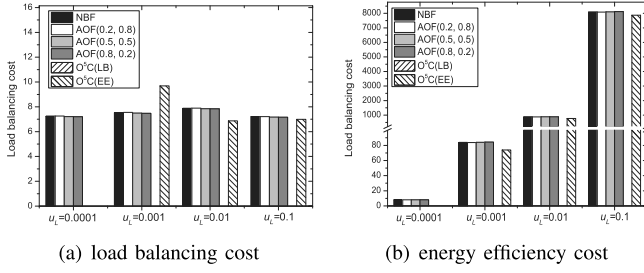 Load balancing cost
16
14
12
10
8
6
4
2
0
NBF
AOF(0.2, 0.8)
AOF(0.5, 0.5)
AOF(0.8, 0.2)
O⁵C(LB)
O⁵C(EE)
u_L=0.0001 u_L=0.001 u_L=0.01 u_L=0.1
(a) load balancing cost
Load balancing cost
8000
7000
6000
5000
4000
3000
2000
1000
80
60
40
20
0
NBF
AOF(0.2, 0.8)
AOF(0.5, 0.5)
AOF(0.8, 0.2)
O⁵C(LB)
O⁵C(EE)
u_L=0.0001 u_L=0.001 u_L=0.01 u_L=0.1
(b) energy efficiency cost